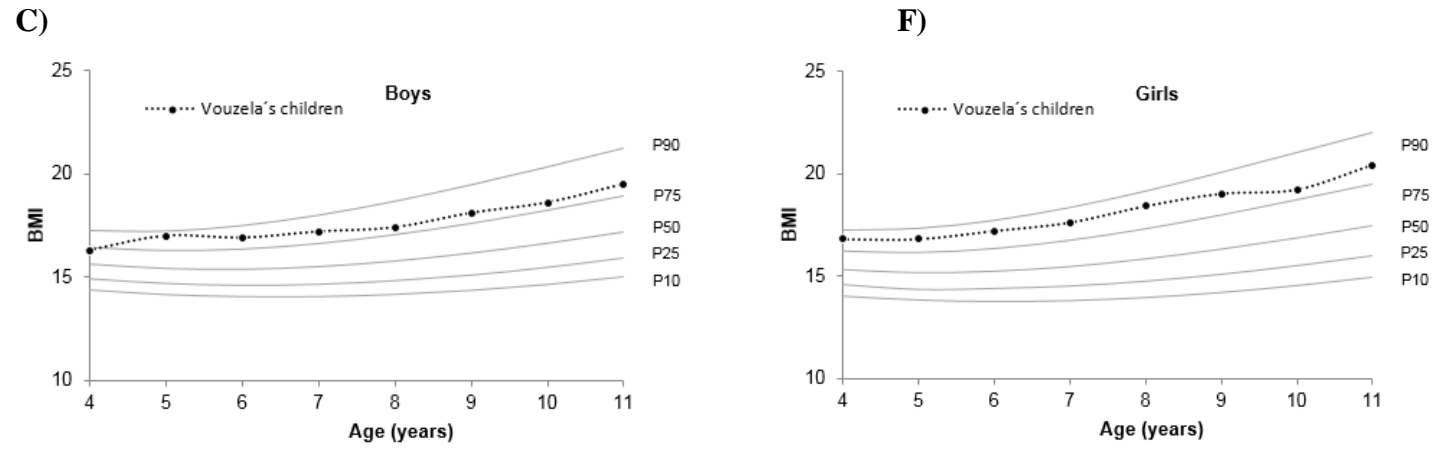 C)
25
20
15
10
BMI
Boys
Vouzela´s children
P90
P75
P50
P25
P10
4 5 6 7 8 9 10 11
Age (years)
F)
25
20
15
10
BMI
Girls
Vouzela´s children
P90
P75
P50
P25
P10
4 5 6 7 8 9 10 11
Age (years)